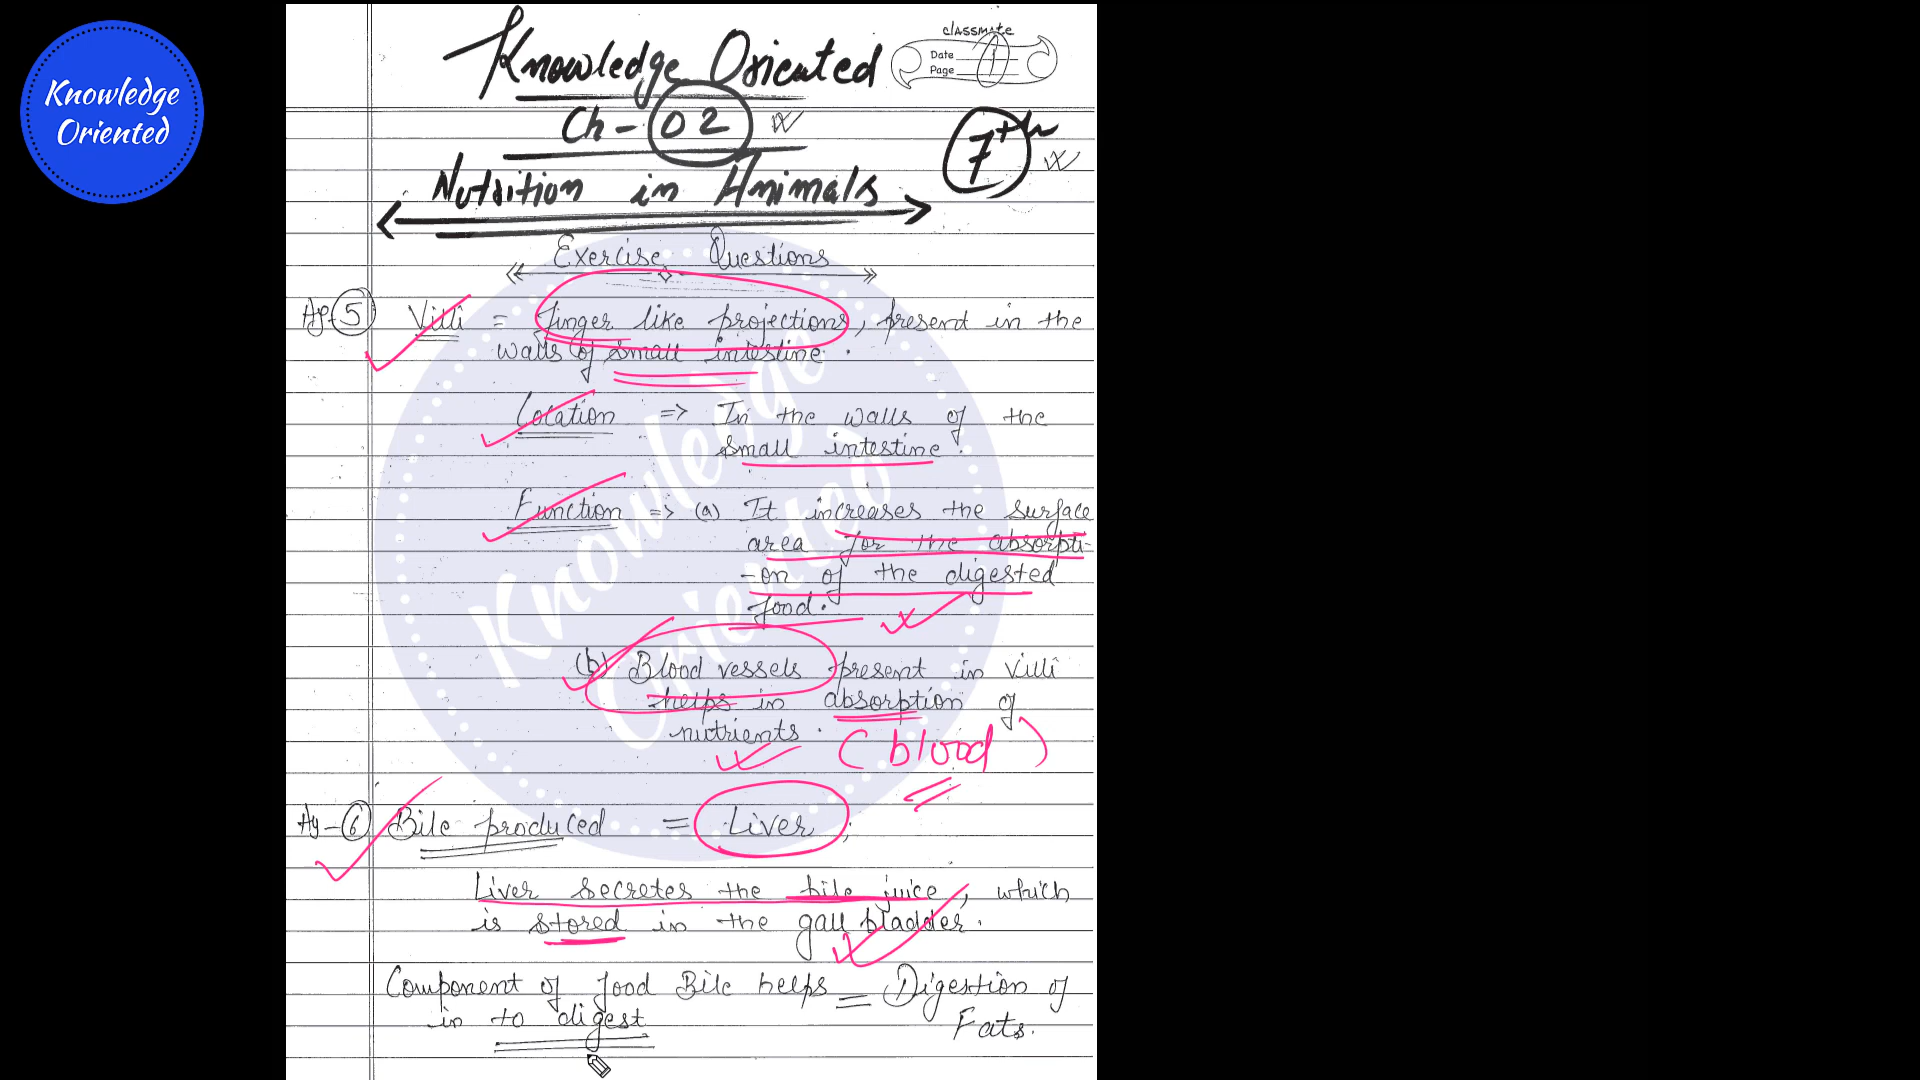 Knowledge
Oriented
Knowledge Oriented
classmate
Date
Page 1
Ch - 02
7th
Nutrition in Animals
Exercise Questions
5 Villi = finger like projections, present in the
walls of small intestine.
Location => In the walls of the
small intestine.
Function => (a) It increases the surface
area for the absorpti-
-on of the digested
food.
(b) Blood vessels present in Villi
helps in absorption of
nutrients.
(blood)
6 Bile produced = Liver,
Liver secretes the bile juice, which
is stored in the gall bladder.
Component of food Bile helps = Digestion of
in to digest Fats.
Knowledge
Oriented